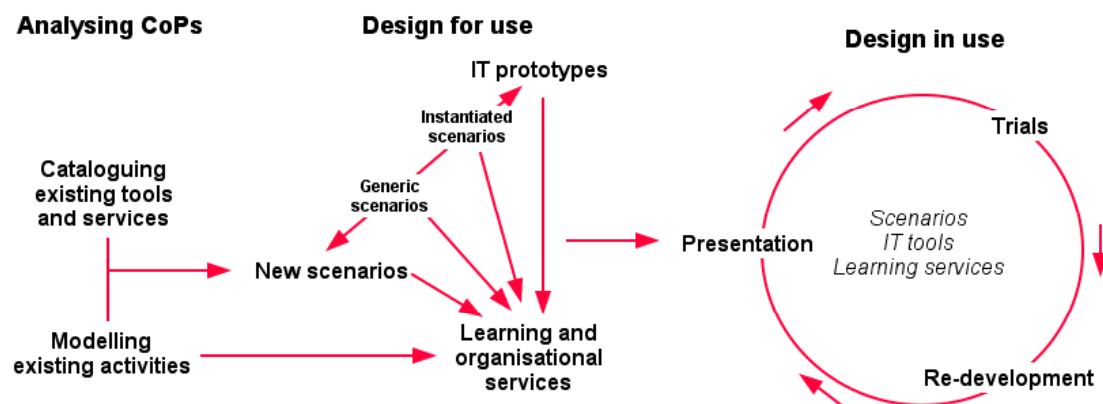 Analysing CoPs
Design for use
Design in use
IT prototypes
Instantiated
scenarios
Generic
scenarios
Cataloguing
existing tools
and services
New scenarios
Modelling
existing activities
Learning and
organisational
services
Presentation
Trials
Scenarios
IT tools
Learning services
Re-development